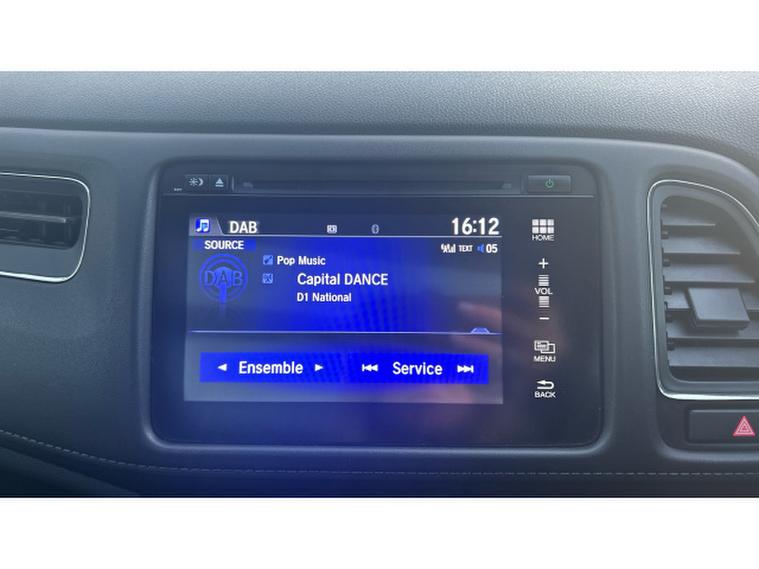 DAB 16:12
SOURCE TEXT 05
Pop Music
DAB Capital DANCE
D1 National
Ensemble Service
HOME
+
VOL
−
MENU
BACK